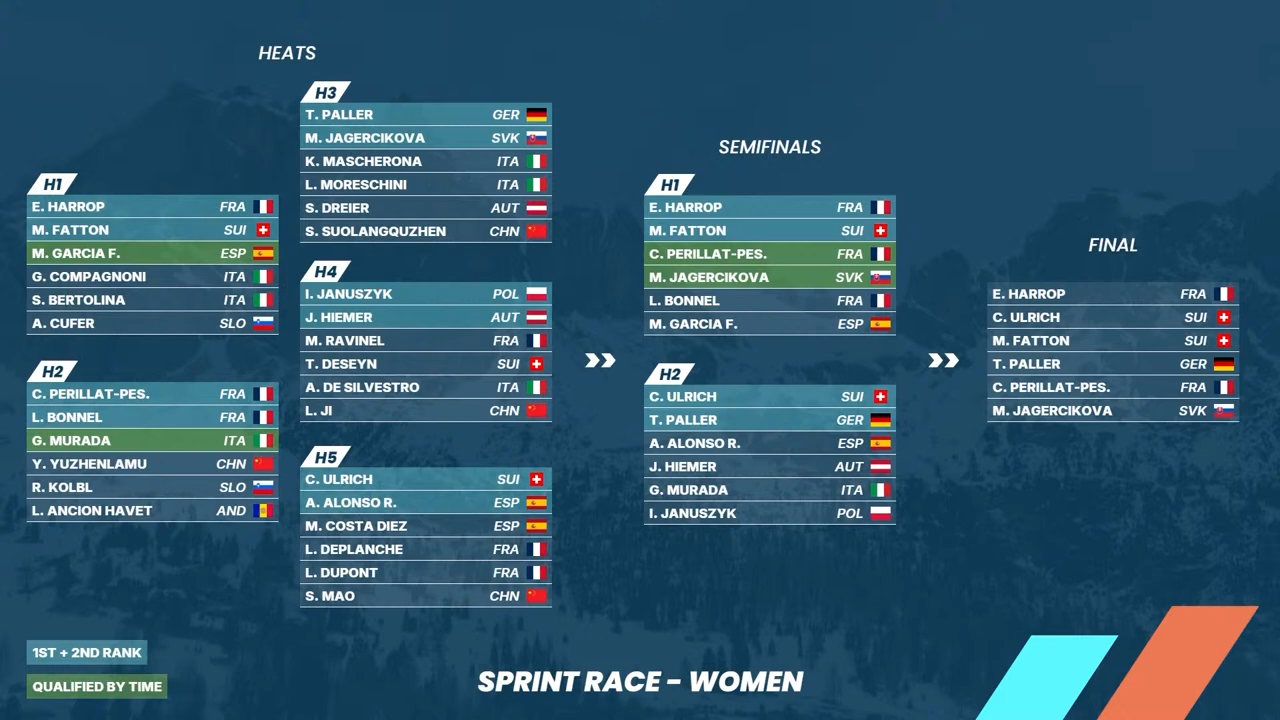 HEATS
H1
E. HARROP FRA
M. FATTON SUI
M. GARCIA F. ESP
G. COMPAGNONI ITA
S. BERTOLINA ITA
A. CUFER SLO
H2
C. PERILLAT-PES. FRA
L. BONNEL FRA
G. MURADA ITA
Y. YUZHENLAMU CHN
R. KOLBL SLO
L. ANCION HAVET AND
H3
T. PALLER GER
M. JAGERCIKOVA SVK
K. MASCHERONA ITA
L. MORESCHINI ITA
S. DREIER AUT
S. SUOLANGQUZHEN CHN
H4
I. JANUSZYK POL
J. HIEMER AUT
M. RAVINEL FRA
T. DESEYN SUI
A. DE SILVESTRO ITA
L. JI CHN
H5
C. ULRICH SUI
A. ALONSO R. ESP
M. COSTA DIEZ ESP
L. DEPLANCHE FRA
L. DUPONT FRA
S. MAO CHN
SEMIFINALS
H1
E. HARROP FRA
M. FATTON SUI
C. PERILLAT-PES. FRA
M. JAGERCIKOVA SVK
L. BONNEL FRA
M. GARCIA F. ESP
H2
C. ULRICH SUI
T. PALLER GER
A. ALONSO R. ESP
J. HIEMER AUT
G. MURADA ITA
I. JANUSZYK POL
FINAL
E. HARROP FRA
C. ULRICH SUI
M. FATTON SUI
T. PALLER GER
C. PERILLAT-PES. FRA
M. JAGERCIKOVA SVK
1ST + 2ND RANK
QUALIFIED BY TIME
SPRINT RACE - WOMEN